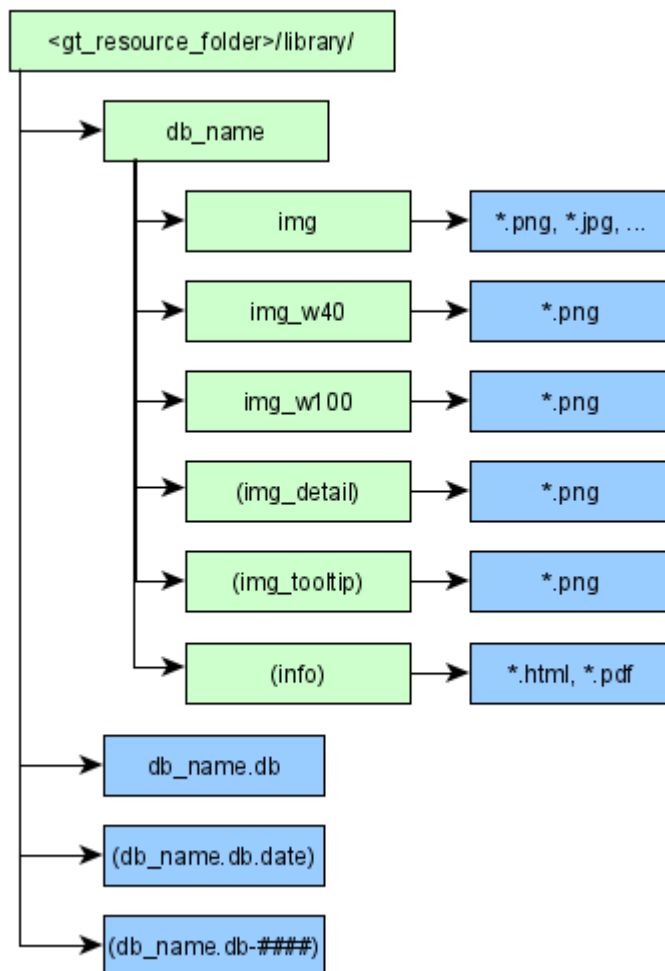 <gt_resource_folder>/library/
db_name
img
*.png, *.jpg, ...
img_w40
*.png
img_w100
*.png
(img_detail)
*.png
(img_tooltip)
*.png
(info)
*.html, *.pdf
db_name.db
(db_name.db.date)
(db_name.db-####)